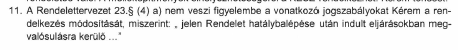 11. A Rendelettervezet 23.§ (4) a) nem veszi figyelembe a vonatkozó jogszabályokat Kérem a ren-
delkezés módosítását, miszerint: „ jelen Rendelet hatálybalépése után indult eljárásokban meg-
valósulásra kerülő ..."